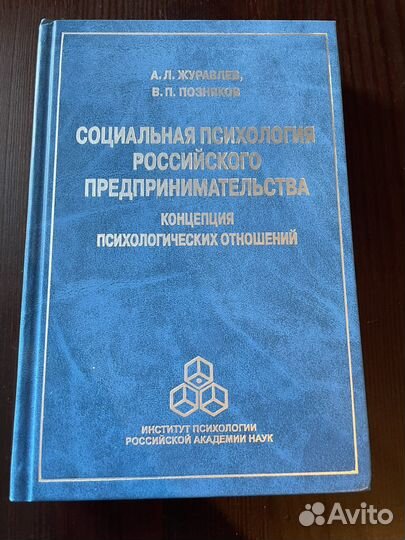 А. Л. ЖУРАВЛЕВ,
В. П. ПОЗНЯКОВ
СОЦИАЛЬНАЯ ПСИХОЛОГИЯ
РОССИЙСКОГО
ПРЕДПРИНИМАТЕЛЬСТВА
КОНЦЕПЦИЯ
ПСИХОЛОГИЧЕСКИХ ОТНОШЕНИЙ
ИНСТИТУТ ПСИХОЛОГИИ
РОССИЙСКОЙ АКАДЕМИИ НАУК
Avito